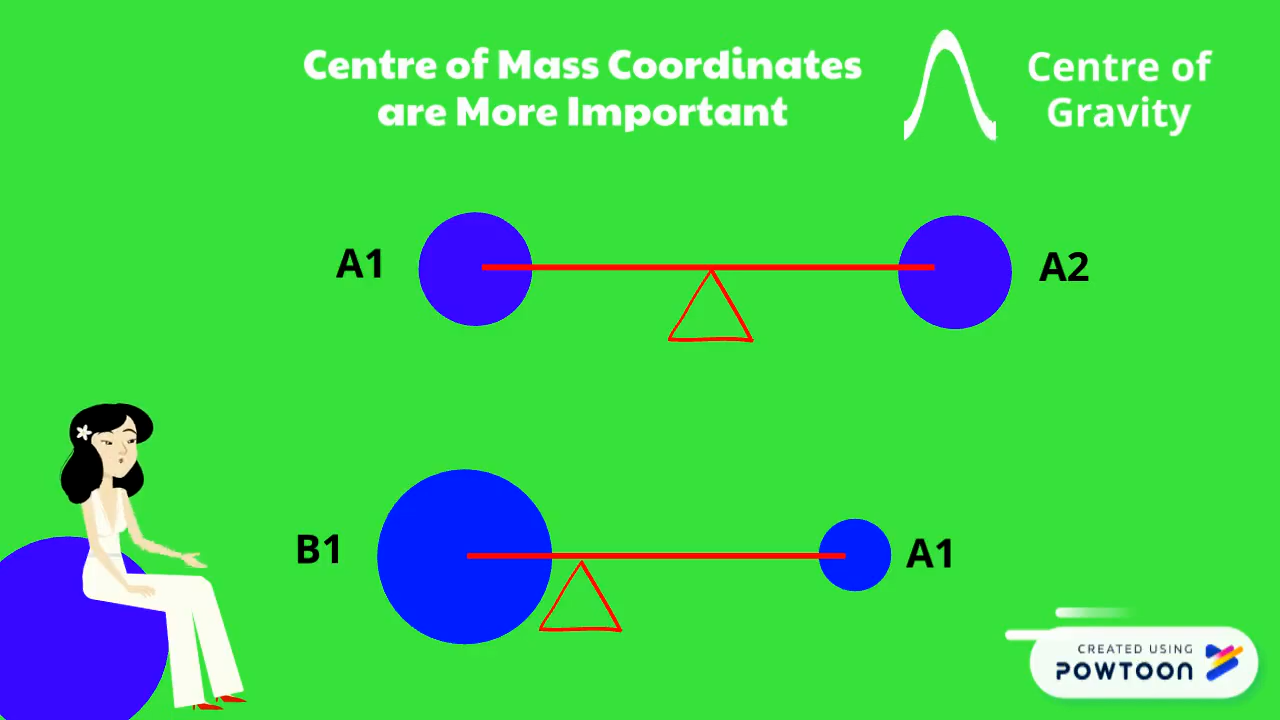 Centre of Mass Coordinates
are More Important
Centre of
Gravity
A1
A2
B1
A1
CREATED USING
POWTOON